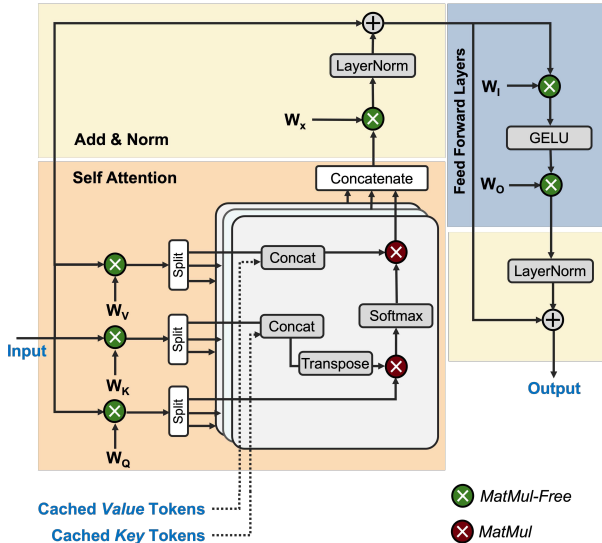 LayerNorm
Wx
Add & Norm
Feed Forward Layers
WI
GELU
WO
Self Attention
Concatenate
Split
Concat
WV
LayerNorm
Softmax
Input
Split
Concat
Transpose
WK
Output
Split
WQ
Cached Value Tokens
Cached Key Tokens
MatMul-Free
MatMul